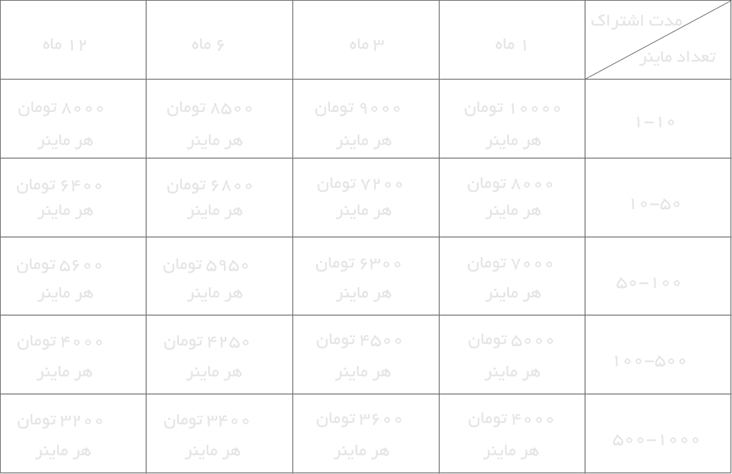 مدت اشتراک
تعداد ماینر
۱ ماه
۳ ماه
۶ ماه
۱۲ ماه
۱-۱۰
۱۰۰۰۰ تومان
هر ماینر
۹۰۰۰ تومان
هر ماینر
۸۵۰۰ تومان
هر ماینر
۸۰۰۰ تومان
هر ماینر
۱۰-۵۰
۸۰۰۰ تومان
هر ماینر
۷۲۰۰ تومان
هر ماینر
۶۸۰۰ تومان
هر ماینر
۶۴۰۰ تومان
هر ماینر
۵۰-۱۰۰
۷۰۰۰ تومان
هر ماینر
۶۳۰۰ تومان
هر ماینر
۵۹۵۰ تومان
هر ماینر
۵۶۰۰ تومان
هر ماینر
۱۰۰-۵۰۰
۵۰۰۰ تومان
هر ماینر
۴۵۰۰ تومان
هر ماینر
۴۲۵۰ تومان
هر ماینر
۴۰۰۰ تومان
هر ماینر
۵۰۰-۱۰۰۰
۴۰۰۰ تومان
هر ماینر
۳۶۰۰ تومان
هر ماینر
۳۴۰۰ تومان
هر ماینر
۳۲۰۰ تومان
هر ماینر